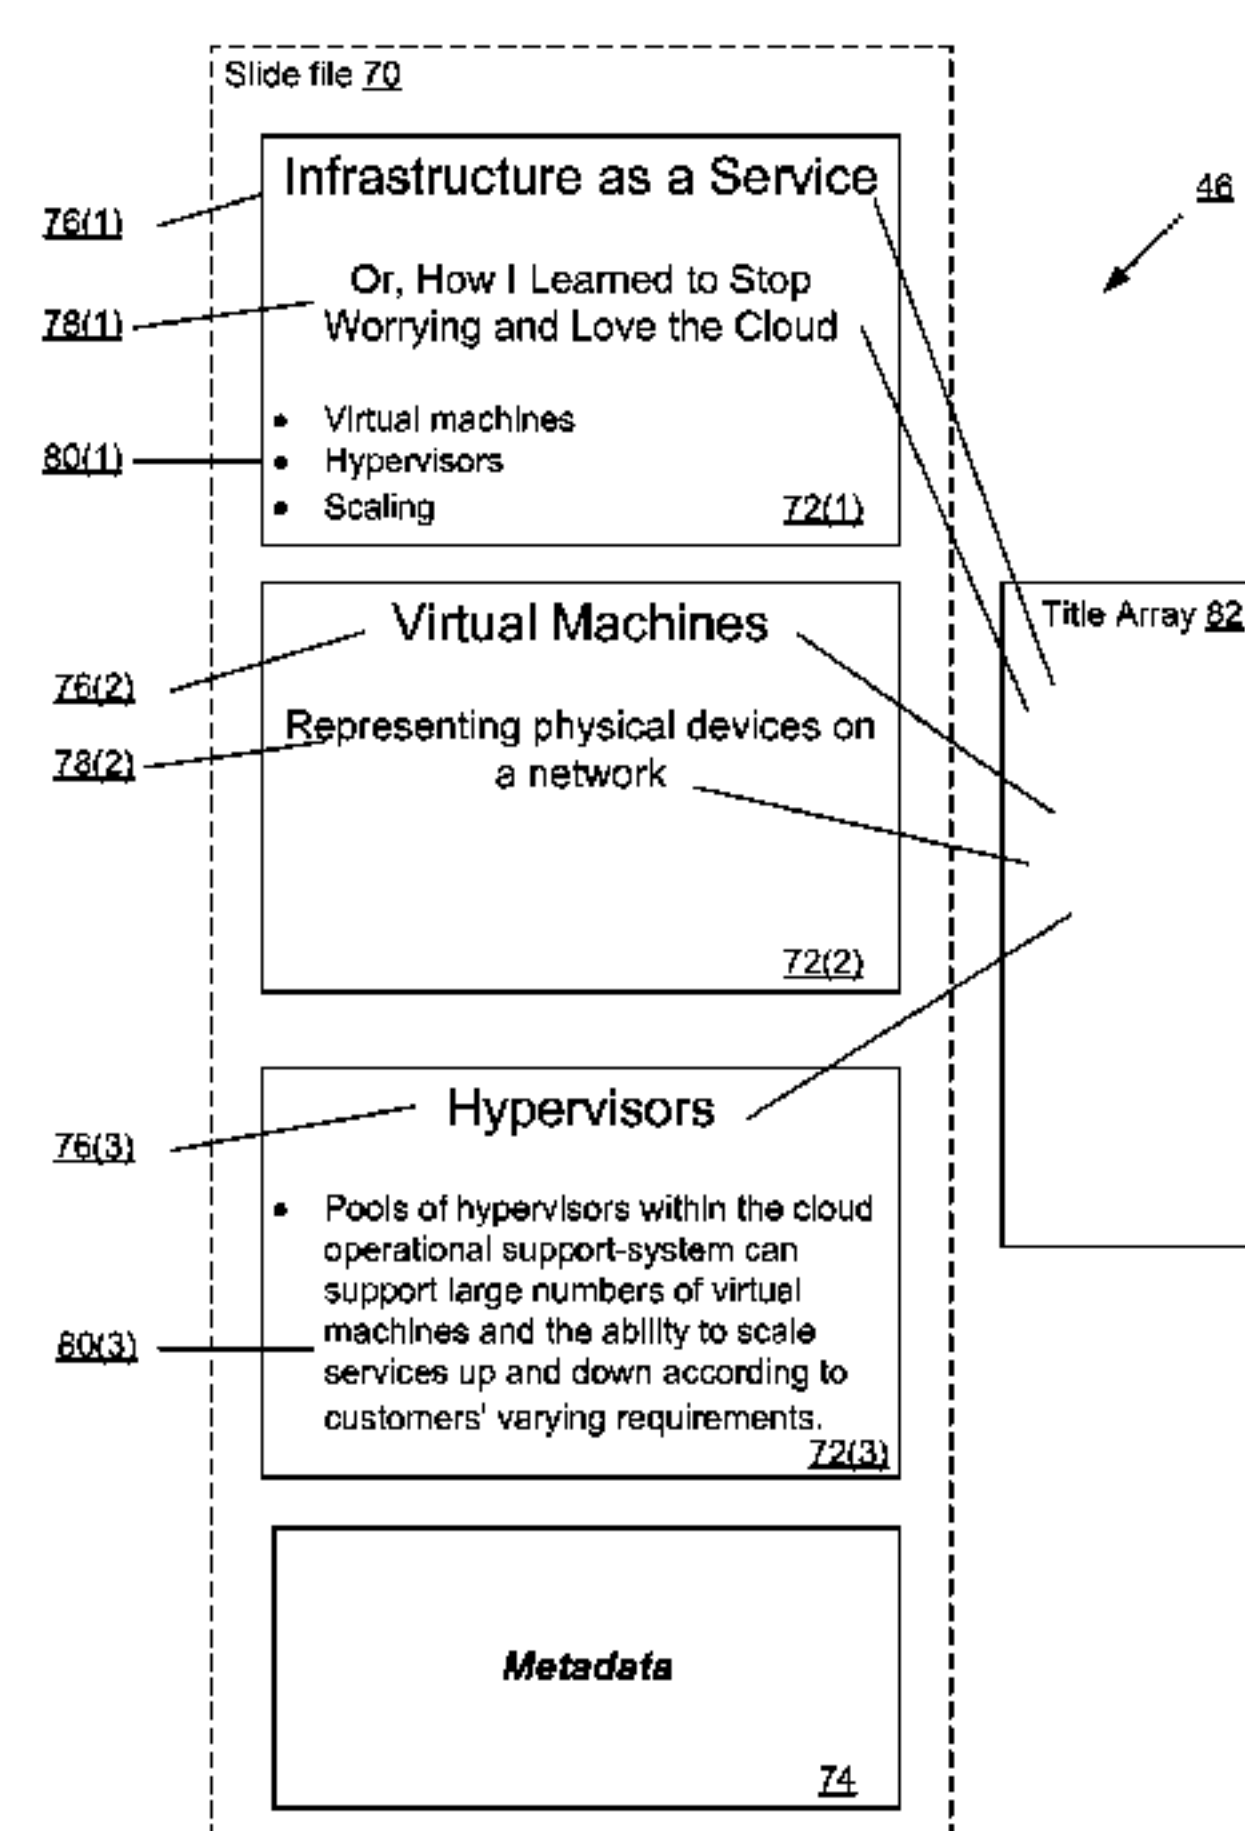 Slide file 70
Infrastructure as a Service
46
76(1)
Or, How I Learned to Stop
Worrying and Love the Cloud
78(1)
• Virtual machines
80(1)
• Hypervisors
• Scaling
72(1)
Virtual Machines
Title Array 82
76(2)
Representing physical devices on
a network
78(2)
72(2)
Hypervisors
76(3)
• Pools of hypervisors within the cloud
operational support-system can
support large numbers of virtual
machines and the ability to scale
services up and down according to
customers' varying requirements.
80(3)
72(3)
Metadata
74